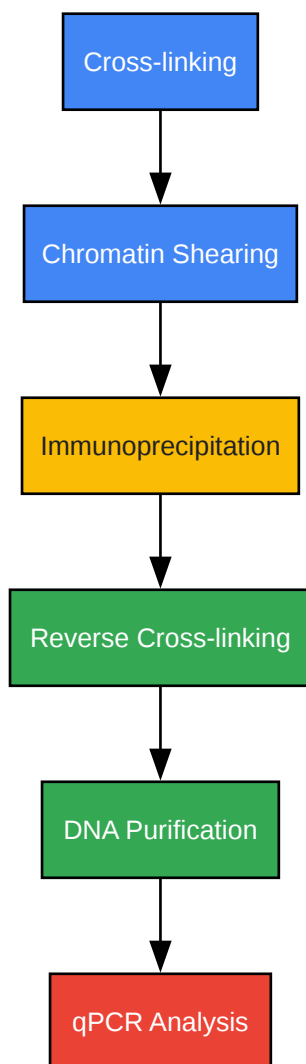 Cross-linking
Chromatin Shearing
Immunoprecipitation
Reverse Cross-linking
DNA Purification
qPCR Analysis